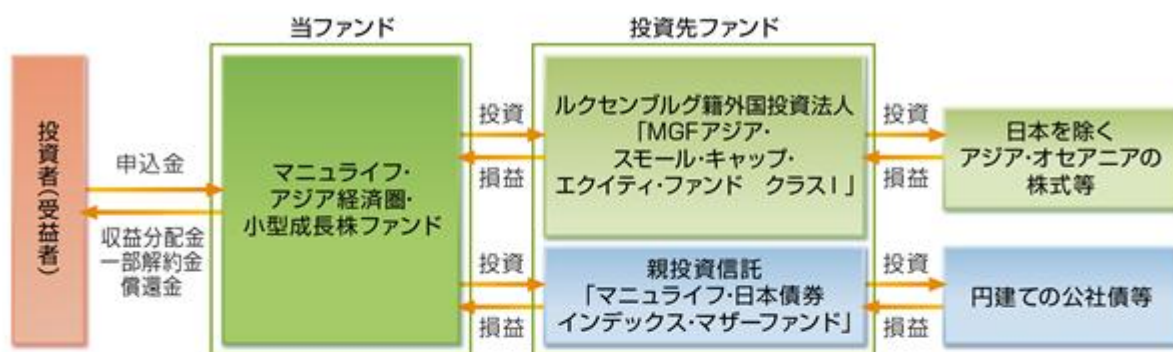 当ファンド
投資先ファンド
投資者(受益者)
申込金
収益分配金
一部解約金
償還金
マニュライフ・
アジア経済圏・
小型成長株ファンド
投資
損益
ルクセンブルグ籍外国投資法人
「MGFアジア・
スモール・キャップ・
エクイティ・ファンド クラスI」
投資
損益
日本を除く
アジア・オセアニアの
株式等
投資
損益
親投資信託
「マニュライフ・日本債券
インデックス・マザーファンド」
投資
損益
円建ての公社債等